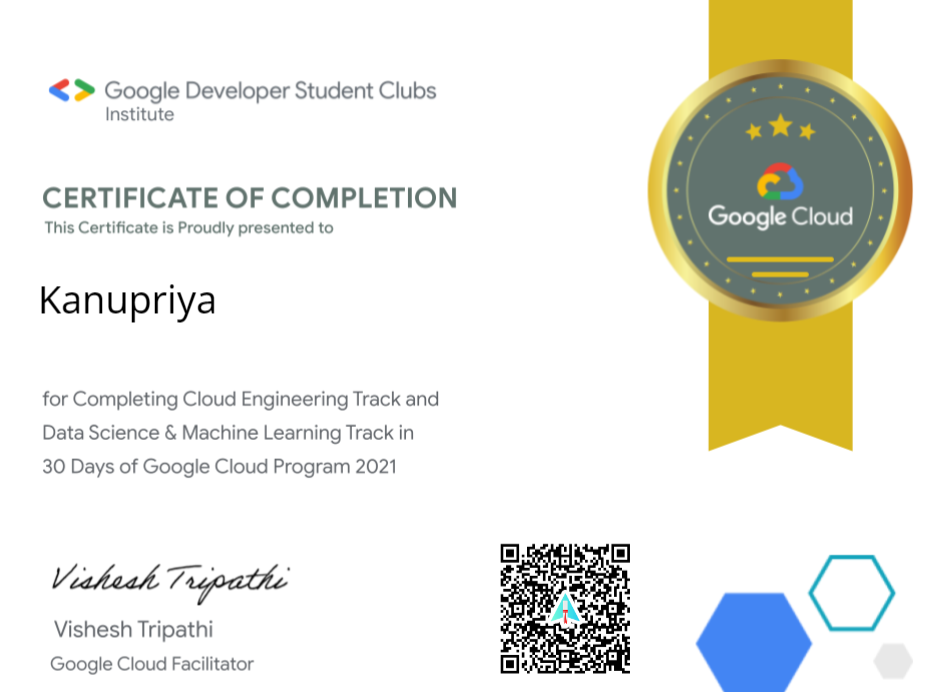 Google Developer Student Clubs
Institute
CERTIFICATE OF COMPLETION
This Certificate is Proudly presented to
Kanupriya
for Completing Cloud Engineering Track and
Data Science & Machine Learning Track in
30 Days of Google Cloud Program 2021
Vishesh Tripathi
Vishesh Tripathi
Google Cloud Facilitator
Google Cloud